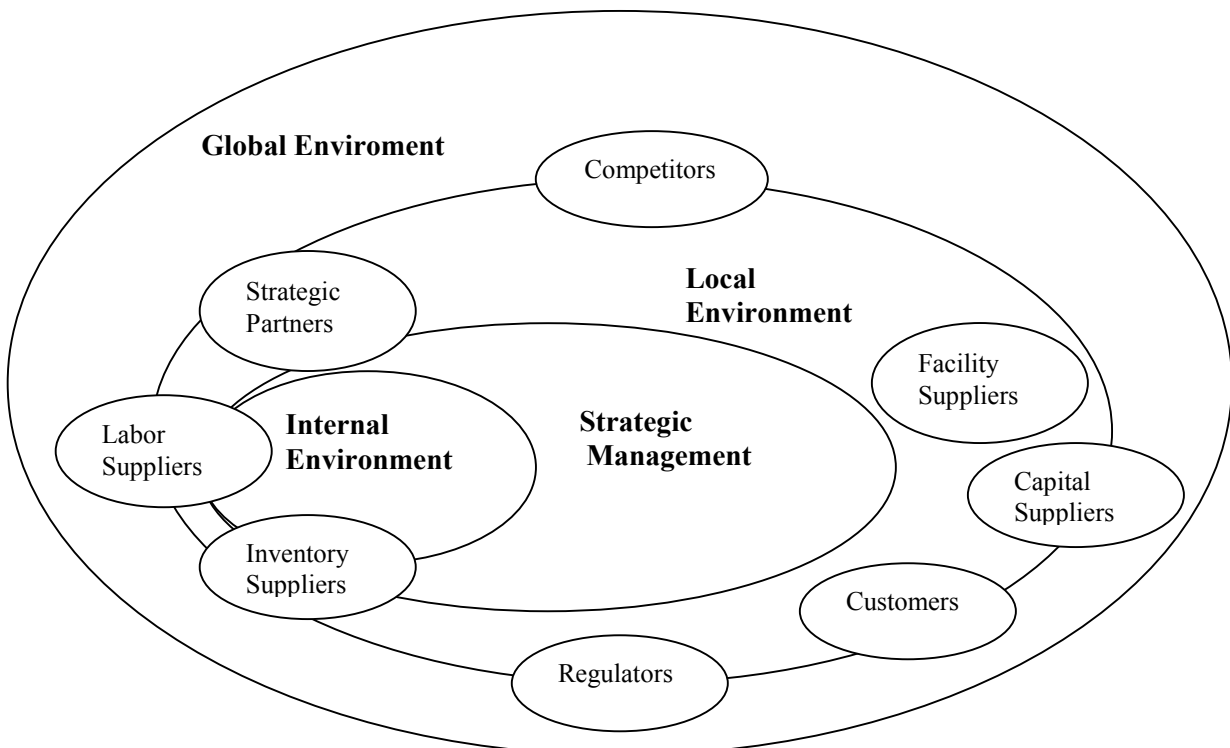 Global Enviroment
Competitors
Strategic
Partners
Local
Environment
Facility
Suppliers
Labor
Suppliers
Internal
Environment
Strategic
Management
Capital
Suppliers
Inventory
Suppliers
Customers
Regulators